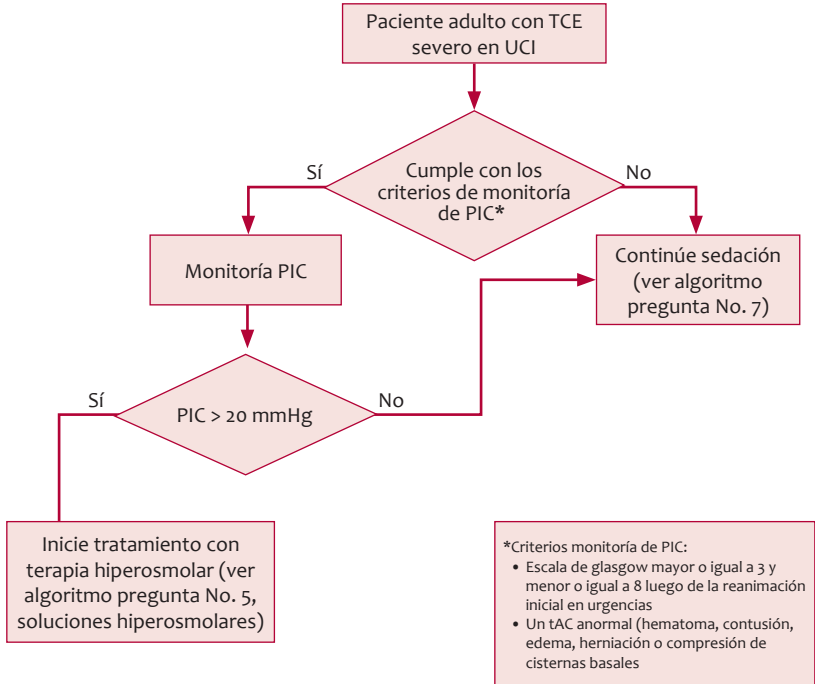 Paciente adulto con TCE
severo en UCI
Sí
Cumple con los
criterios de monitoría
de PIC*
No
Monitoría PIC
Continúe sedación
(ver algoritmo
pregunta No. 7)
Sí
PIC > 20 mmHg
No
Inicie tratamiento con
terapia hiperosmolar (ver
algoritmo pregunta No. 5,
soluciones hiperosmolares)
*Criterios monitoría de PIC:
• Escala de glasgow mayor o igual a 3 y
menor o igual a 8 luego de la reanimación
inicial en urgencias
• Un tAC anormal (hematoma, contusión,
edema, herniación o compresión de
cisternas basales